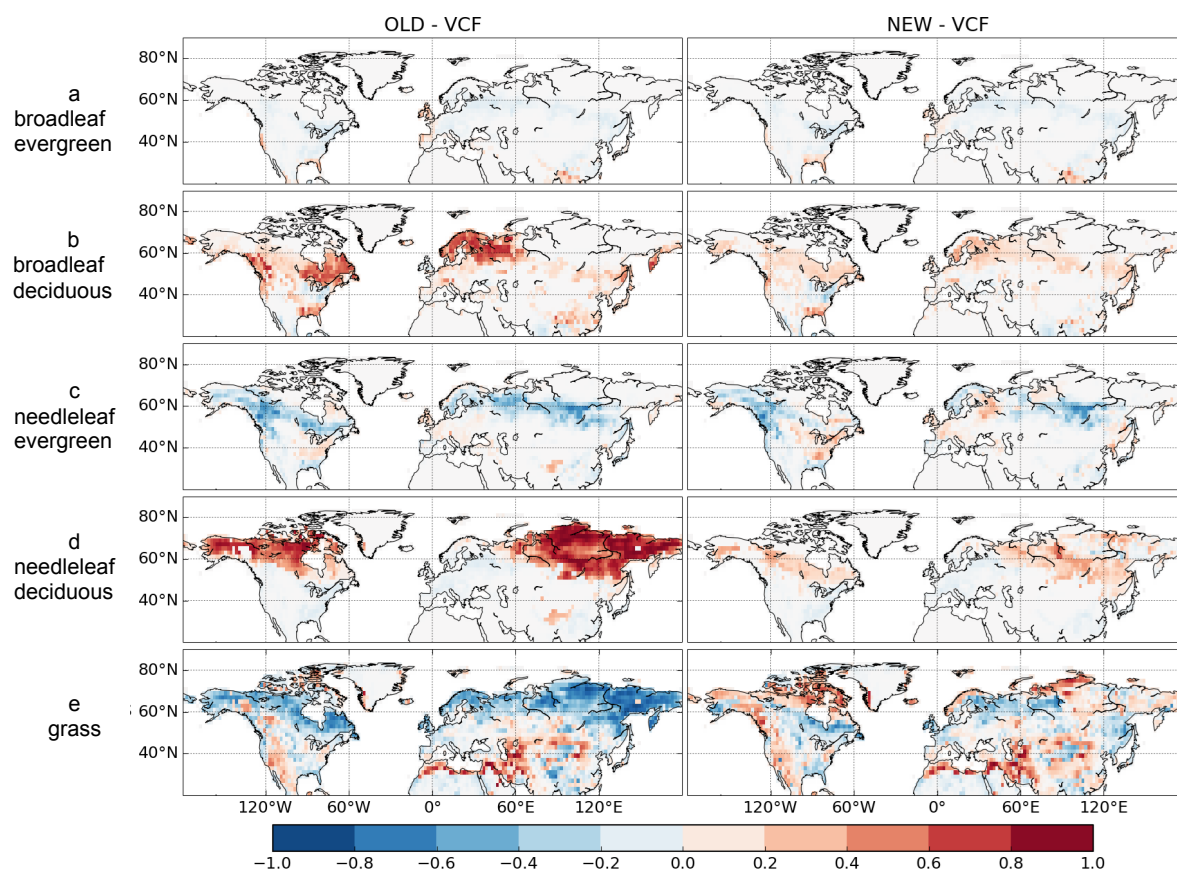 OLD - VCF
NEW - VCF
80°N
60°N
40°N
a
broadleaf
evergreen
80°N
60°N
40°N
b
broadleaf
deciduous
80°N
60°N
40°N
c
needleleaf
evergreen
80°N
60°N
40°N
d
needleleaf
deciduous
80°N
60°N
40°N
e
grass
120°W 60°W 0° 60°E 120°E
120°W 60°W 0° 60°E 120°E
−1.0 −0.8 −0.6 −0.4 −0.2 0.0 0.2 0.4 0.6 0.8 1.0